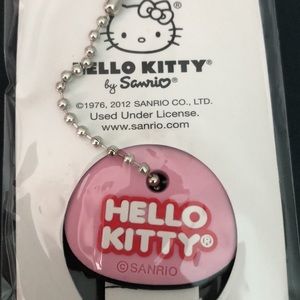 HELLO KITTY®
by Sanrio
©1976, 2012 SANRIO CO., LTD.
Used Under License.
www.sanrio.com
HELLO
KITTY®
©SANRIO